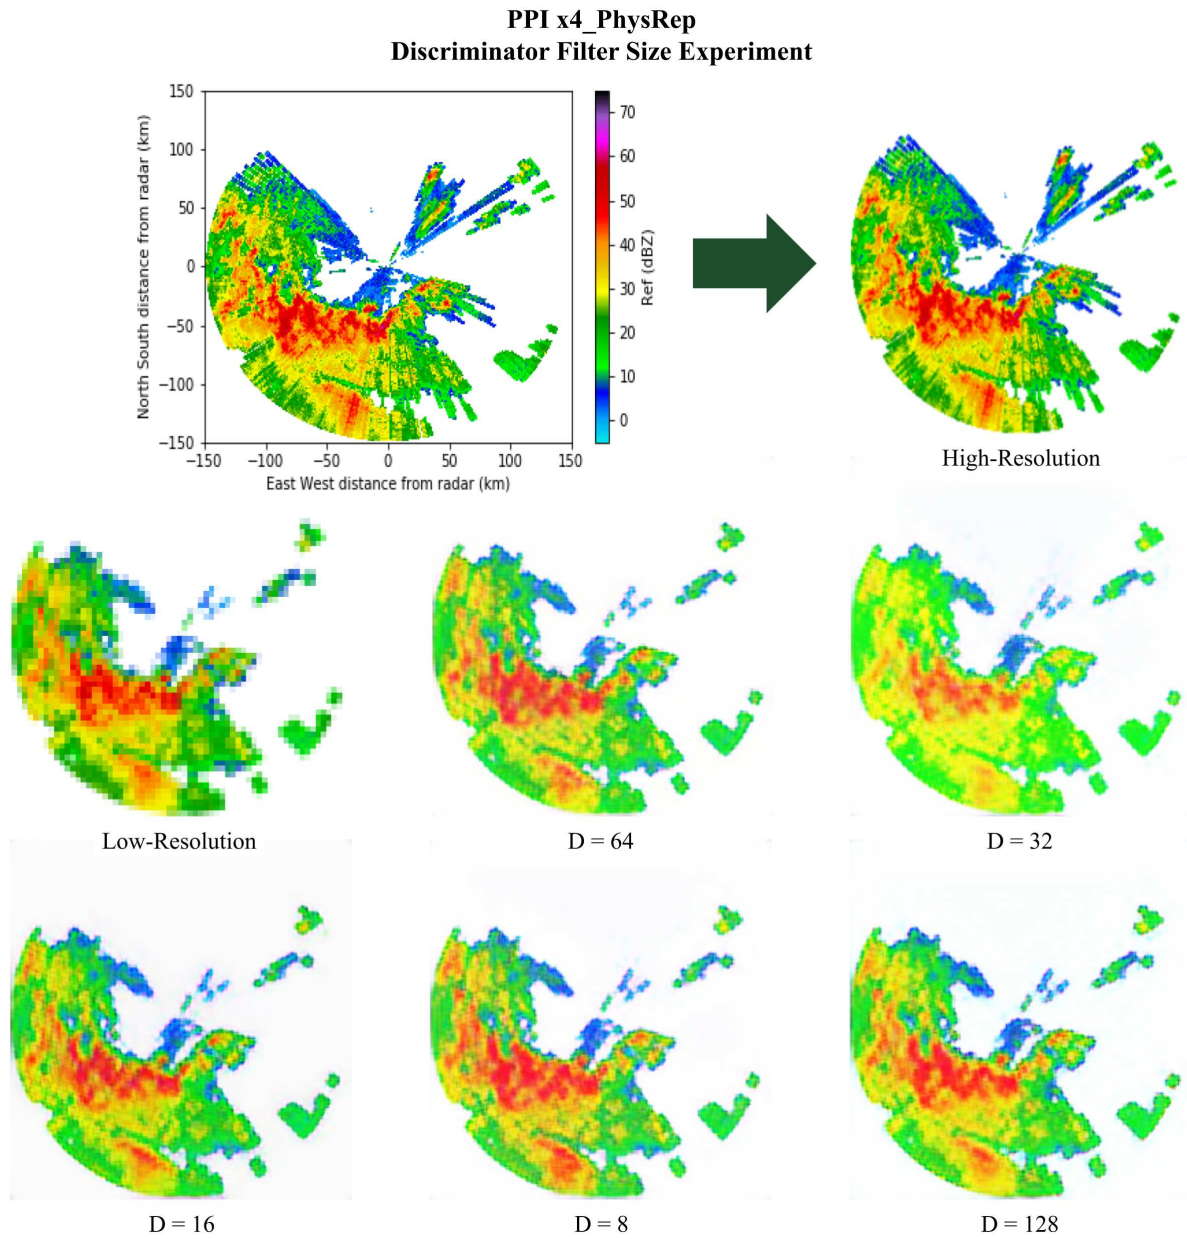 PPI x4_PhysRep
Discriminator Filter Size Experiment
150
100
50
0
−50
−100
−150
North South distance from radar (km)
−150 −100 −50 0 50 100 150
East West distance from radar (km)
70
60
50
40
30
20
10
0
Ref (dBZ)
High-Resolution
Low-Resolution
D = 64
D = 32
D = 16
D = 8
D = 128